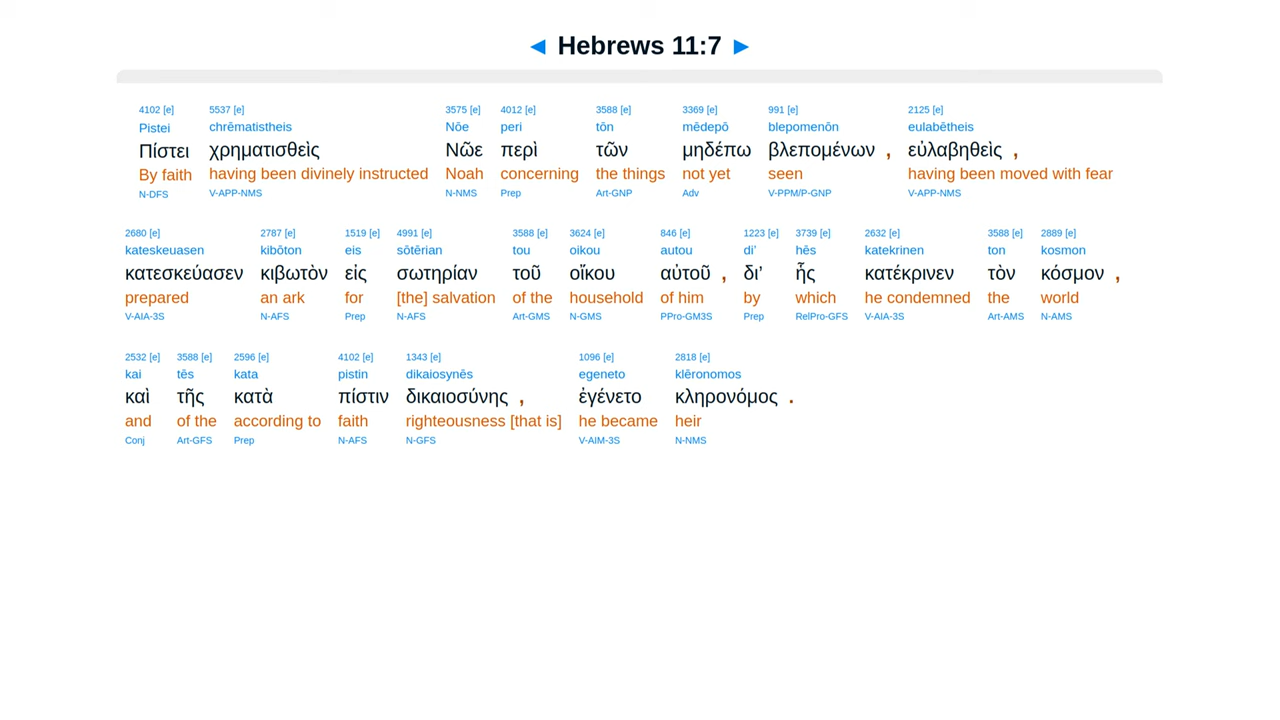 ◄ Hebrews 11:7 ►
4102 [e] 5537 [e] 3575 [e] 4012 [e] 3588 [e] 3369 [e] 991 [e] 2125 [e]
Pistei chrēmatistheis Nōe peri tōn mēdepō blepomenōn eulabētheis
Πίστει χρηματισθεὶς Νῶε περὶ τῶν μηδέπω βλεπομένων , εὐλαβηθεὶς ,
By faith having been divinely instructed Noah concerning the things not yet seen having been moved with fear
N-DFS V-APP-NMS N-NMS Prep Art-GNP Adv V-PPM/P-GNP V-APP-NMS
2680 [e] 2787 [e] 1519 [e] 4991 [e] 3588 [e] 3624 [e] 846 [e] 1223 [e] 3739 [e] 2632 [e] 3588 [e] 2889 [e]
kateskeuasen kibōton eis sōtērian tou oikou autou di’ hēs katekrinen ton kosmon
κατεσκεύασεν κιβωτὸν εἰς σωτηρίαν τοῦ οἴκου αὐτοῦ , δι’ ἧς κατέκρινεν τὸν κόσμον ,
prepared an ark for [the] salvation of the household of him by which he condemned the world
V-AIA-3S N-AFS Prep N-AFS Art-GMS N-GMS PPro-GM3S Prep RelPro-GFS V-AIA-3S Art-AMS N-AMS
2532 [e] 3588 [e] 2596 [e] 4102 [e] 1343 [e] 1096 [e] 2818 [e]
kai tēs kata pistin dikaiosynēs egeneto klēronomos
καὶ τῆς κατὰ πίστιν δικαιοσύνης , ἐγένετο κληρονόμος .
and of the according to faith righteousness [that is] he became heir
Conj Art-GFS Prep N-AFS N-GFS V-AIM-3S N-NMS